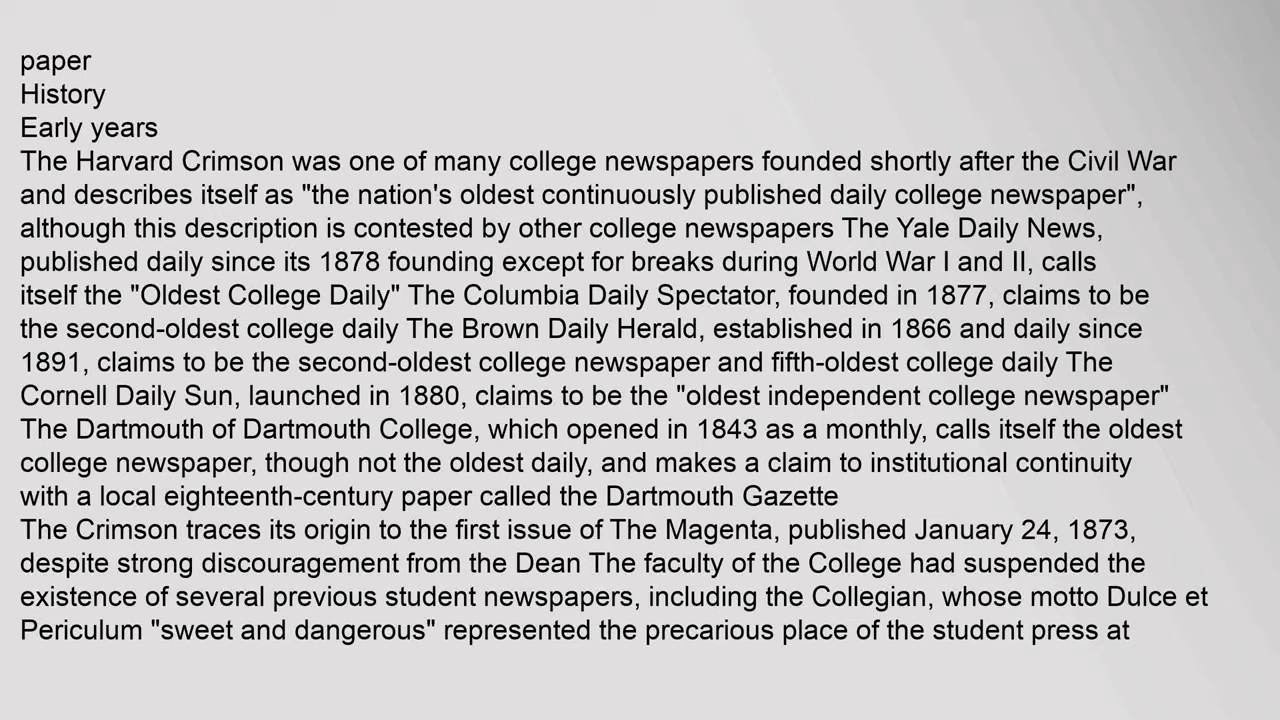 paper
History
Early years
The Harvard Crimson was one of many college newspapers founded shortly after the Civil War
and describes itself as "the nation's oldest continuously published daily college newspaper",
although this description is contested by other college newspapers The Yale Daily News,
published daily since its 1878 founding except for breaks during World War I and II, calls
itself the "Oldest College Daily" The Columbia Daily Spectator, founded in 1877, claims to be
the second-oldest college daily The Brown Daily Herald, established in 1866 and daily since
1891, claims to be the second-oldest college newspaper and fifth-oldest college daily The
Cornell Daily Sun, launched in 1880, claims to be the "oldest independent college newspaper"
The Dartmouth of Dartmouth College, which opened in 1843 as a monthly, calls itself the oldest
college newspaper, though not the oldest daily, and makes a claim to institutional continuity
with a local eighteenth-century paper called the Dartmouth Gazette
The Crimson traces its origin to the first issue of The Magenta, published January 24, 1873,
despite strong discouragement from the Dean The faculty of the College had suspended the
existence of several previous student newspapers, including the Collegian, whose motto Dulce et
Periculum "sweet and dangerous" represented the precarious place of the student press at